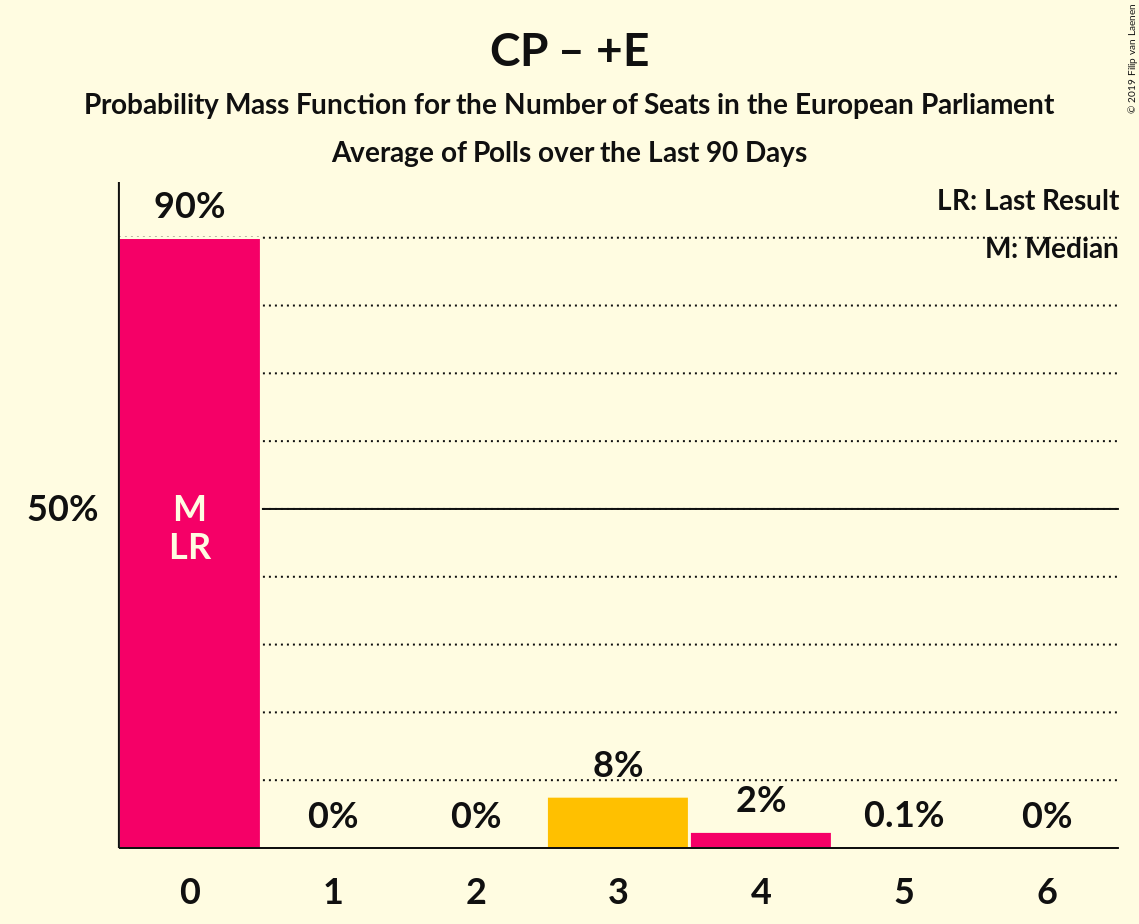 CP – +E
Probability Mass Function for the Number of Seats in the European Parliament
Average of Polls over the Last 90 Days
© 2019 Filip van Laenen
LR: Last Result
M: Median
90%
50%
M
LR
0%
0%
8%
2%
0.1%
0%
0
1
2
3
4
5
6